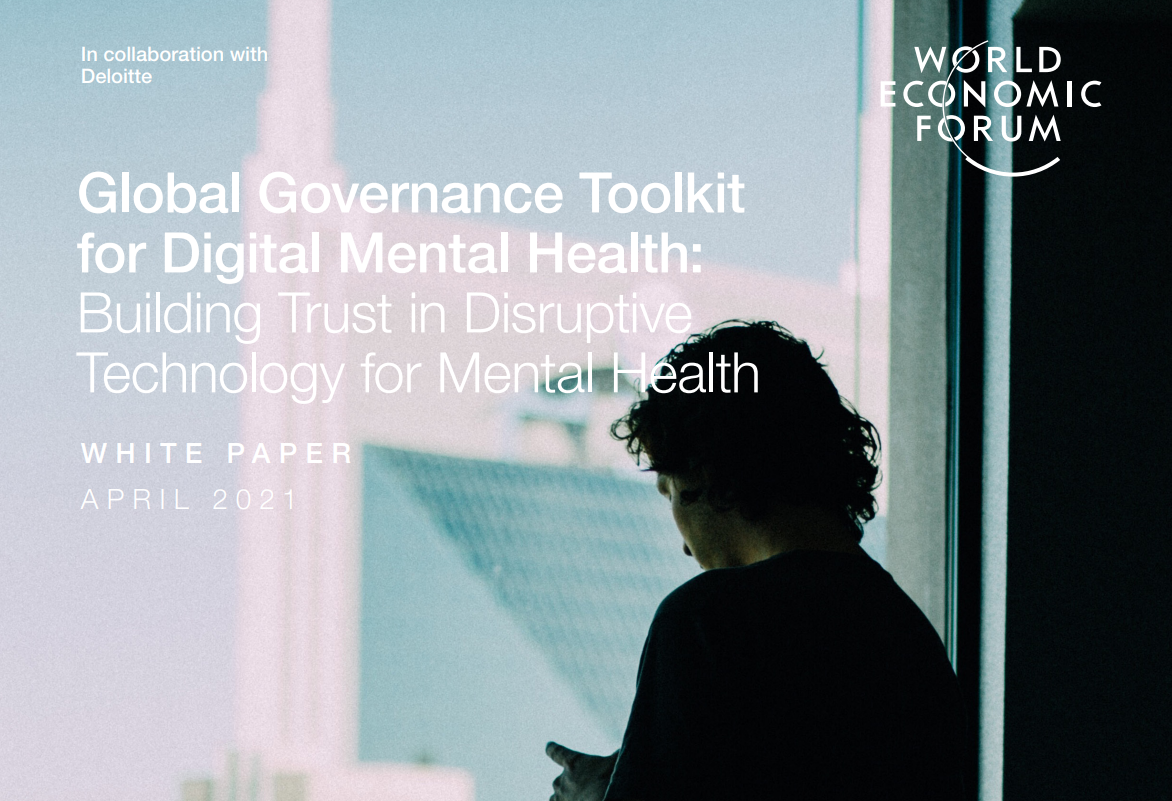 In collaboration with
Deloitte
WORLD
ECONOMIC
FORUM
Global Governance Toolkit
for Digital Mental Health:
Building Trust in Disruptive
Technology for Mental Health
WHITE PAPER
APRIL 2021